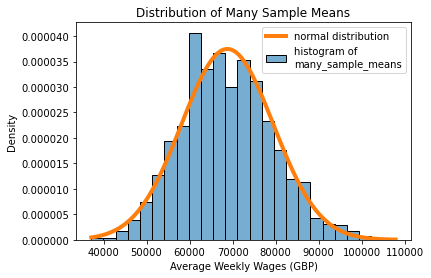 Distribution of Many Sample Means
normal distribution
histogram of
many_sample_means
0.000040
0.000035
0.000030
0.000025
0.000020
0.000015
0.000010
0.000005
0.000000
Density
40000 50000 60000 70000 80000 90000 100000 110000
Average Weekly Wages (GBP)